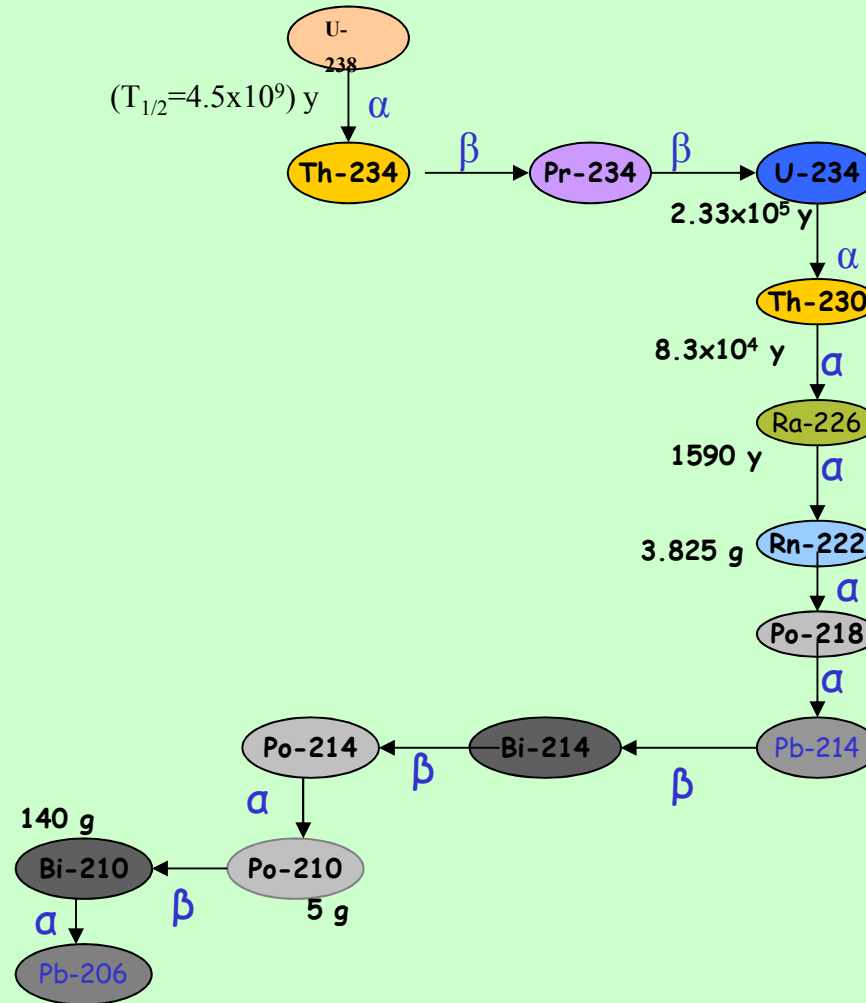 U-
238
(T₁/₂=4.5x10⁹) y
α
Th-234
β
Pr-234
β
U-234
2.33x10⁵ y
α
Th-230
8.3x10⁴ y
α
Ra-226
1590 y
α
Rn-222
3.825 g
α
Po-218
α
Pb-214
β
Bi-214
β
Po-214
α
140 g
Po-210
5 g
β
Bi-210
α
Pb-206